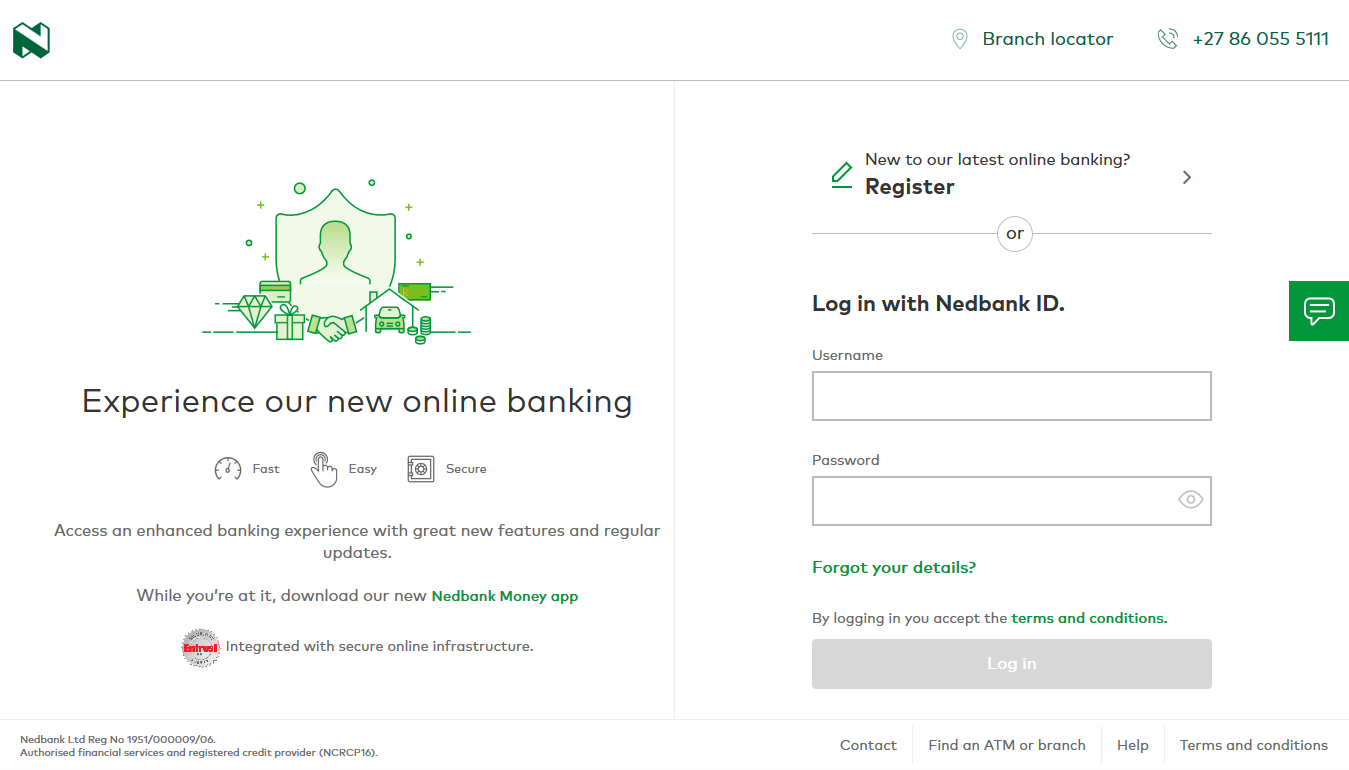 Branch locator
+27 86 055 5111
New to our latest online banking?
Register
or
Log in with Nedbank ID.
Username
Password
Forgot your details?
By logging in you accept the terms and conditions.
Log in
Experience our new online banking
Fast
Easy
Secure
Access an enhanced banking experience with great new features and regular
updates.
While you're at it, download our new Nedbank Money app
Entrust
Integrated with secure online infrastructure.
Nedbank Ltd Reg No 1951/000009/06.
Authorised financial services and registered credit provider (NCRCP16).
Contact
Find an ATM or branch
Help
Terms and conditions